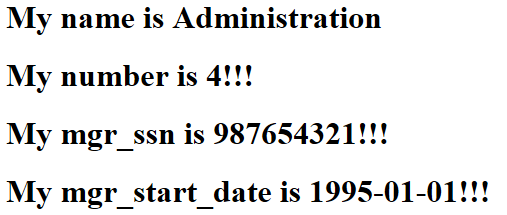 My name is Administration
My number is 4!!!
My mgr_ssn is 987654321!!!
My mgr_start_date is 1995-01-01!!!